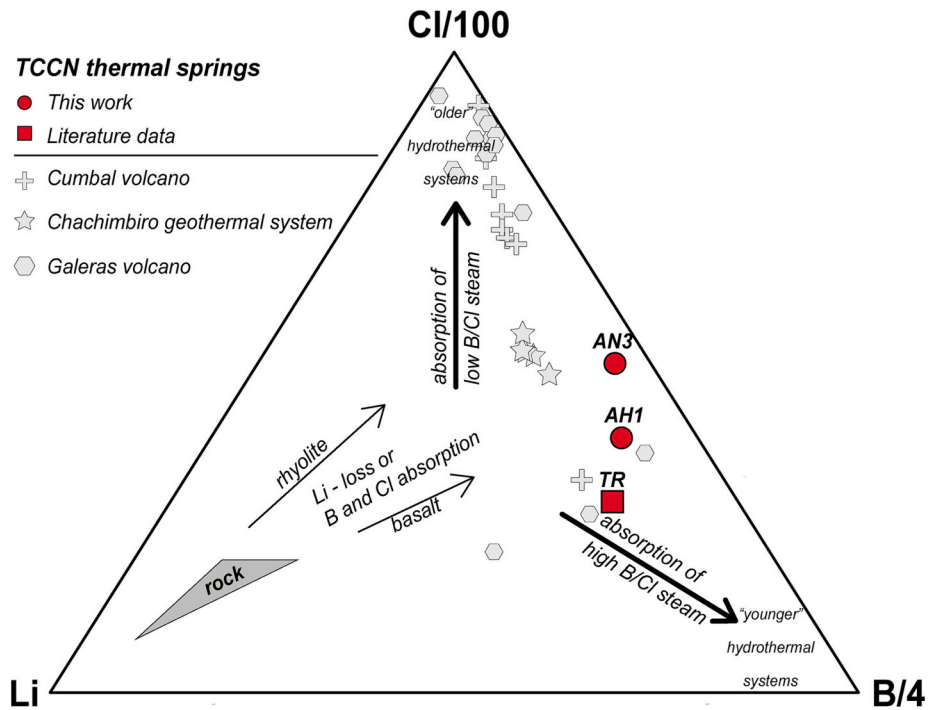 Cl/100
TCCN thermal springs
This work
Literature data
Cumbal volcano
Chachimbiro geothermal system
Galeras volcano
"older"
hydrothermal
systems
absorption of
low B/Cl steam
AN3
AH1
TR
rhyolite
Li - loss or
B and Cl absorption
basalt
rock
absorption of
high B/Cl steam
"younger"
hydrothermal
systems
Li
B/4